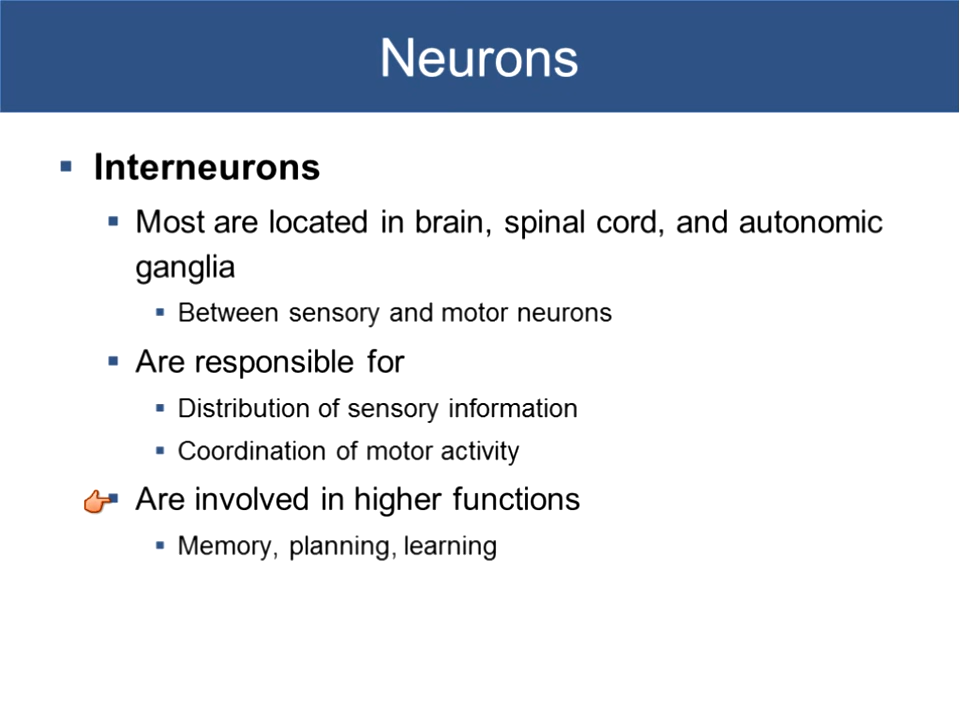 Neurons
Interneurons
Most are located in brain, spinal cord, and autonomic
ganglia
Between sensory and motor neurons
Are responsible for
Distribution of sensory information
Coordination of motor activity
Are involved in higher functions
Memory, planning, learning